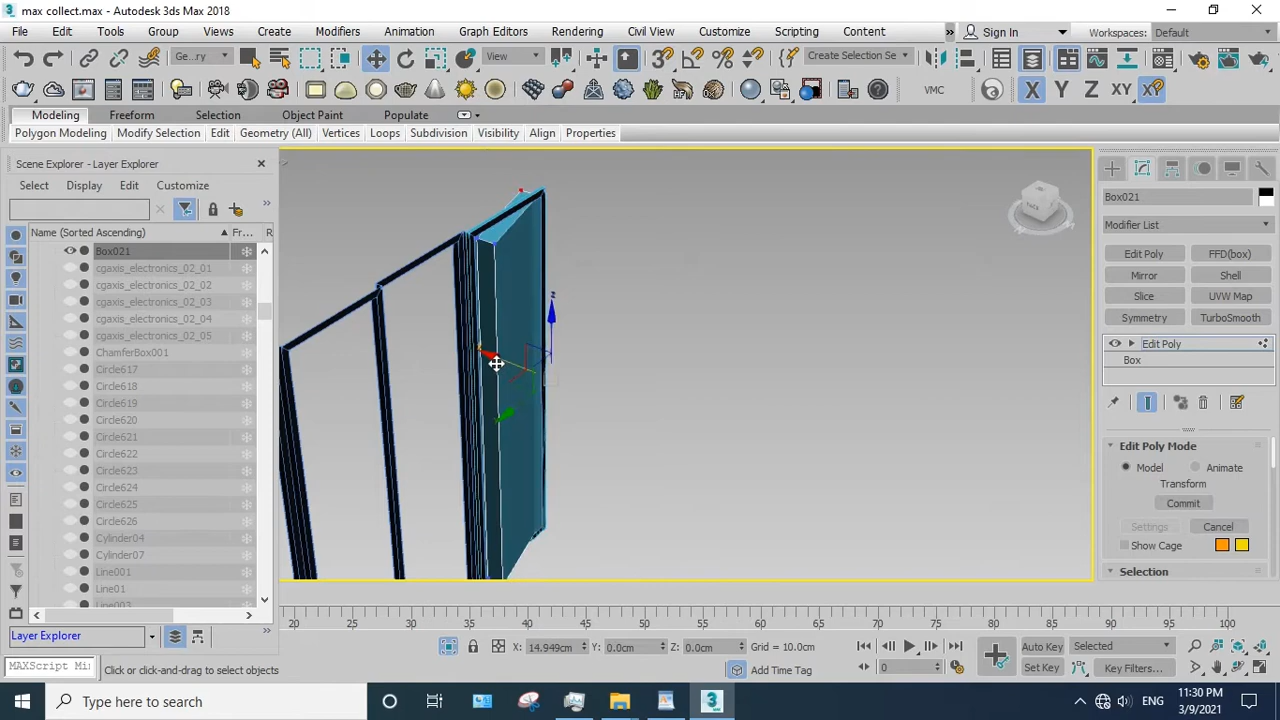 max collect.max - Autodesk 3ds Max 2018
File Edit Tools Group Views Create Modifiers Animation Graph Editors Rendering Civil View Customize Scripting Content » Sign In Workspaces: Default
Ge...ry View Create Selection Se
VMC X Y Z XY XY
Modeling Freeform Selection Object Paint Populate
Polygon Modeling Modify Selection Edit Geometry (All) Vertices Loops Subdivision Visibility Align Properties
Scene Explorer - Layer Explorer
Select Display Edit Customize
Name (Sorted Ascending) Fr... R
Box021
cgaxis_electronics_02_01
cgaxis_electronics_02_02
cgaxis_electronics_02_03
cgaxis_electronics_02_04
cgaxis_electronics_02_05
ChamferBox001
Circle617
Circle618
Circle619
Circle620
Circle621
Circle622
Circle623
Circle624
Circle625
Circle626
Cylinder04
Cylinder07
Line001
Line01
Line003
Layer Explorer
Box021
Modifier List
Edit Poly FFD(box)
Mirror Shell
Slice UVW Map
Symmetry TurboSmooth
Edit Poly
Box
Edit Poly Mode
Model Animate
Transform
Commit
Settings Cancel
Show Cage
Selection
20 25 30 35 40 45 50 55 60 65 70 75 80 85 90 95 100
X: 14.949cm Y: 0.0cm Z: 0.0cm Grid = 10.0cm Auto Key Selected
MAXScript Mi Click or click-and-drag to select objects Add Time Tag 0 Set Key Key Filters...
Type here to search ENG 11:30 PM 3/9/2021